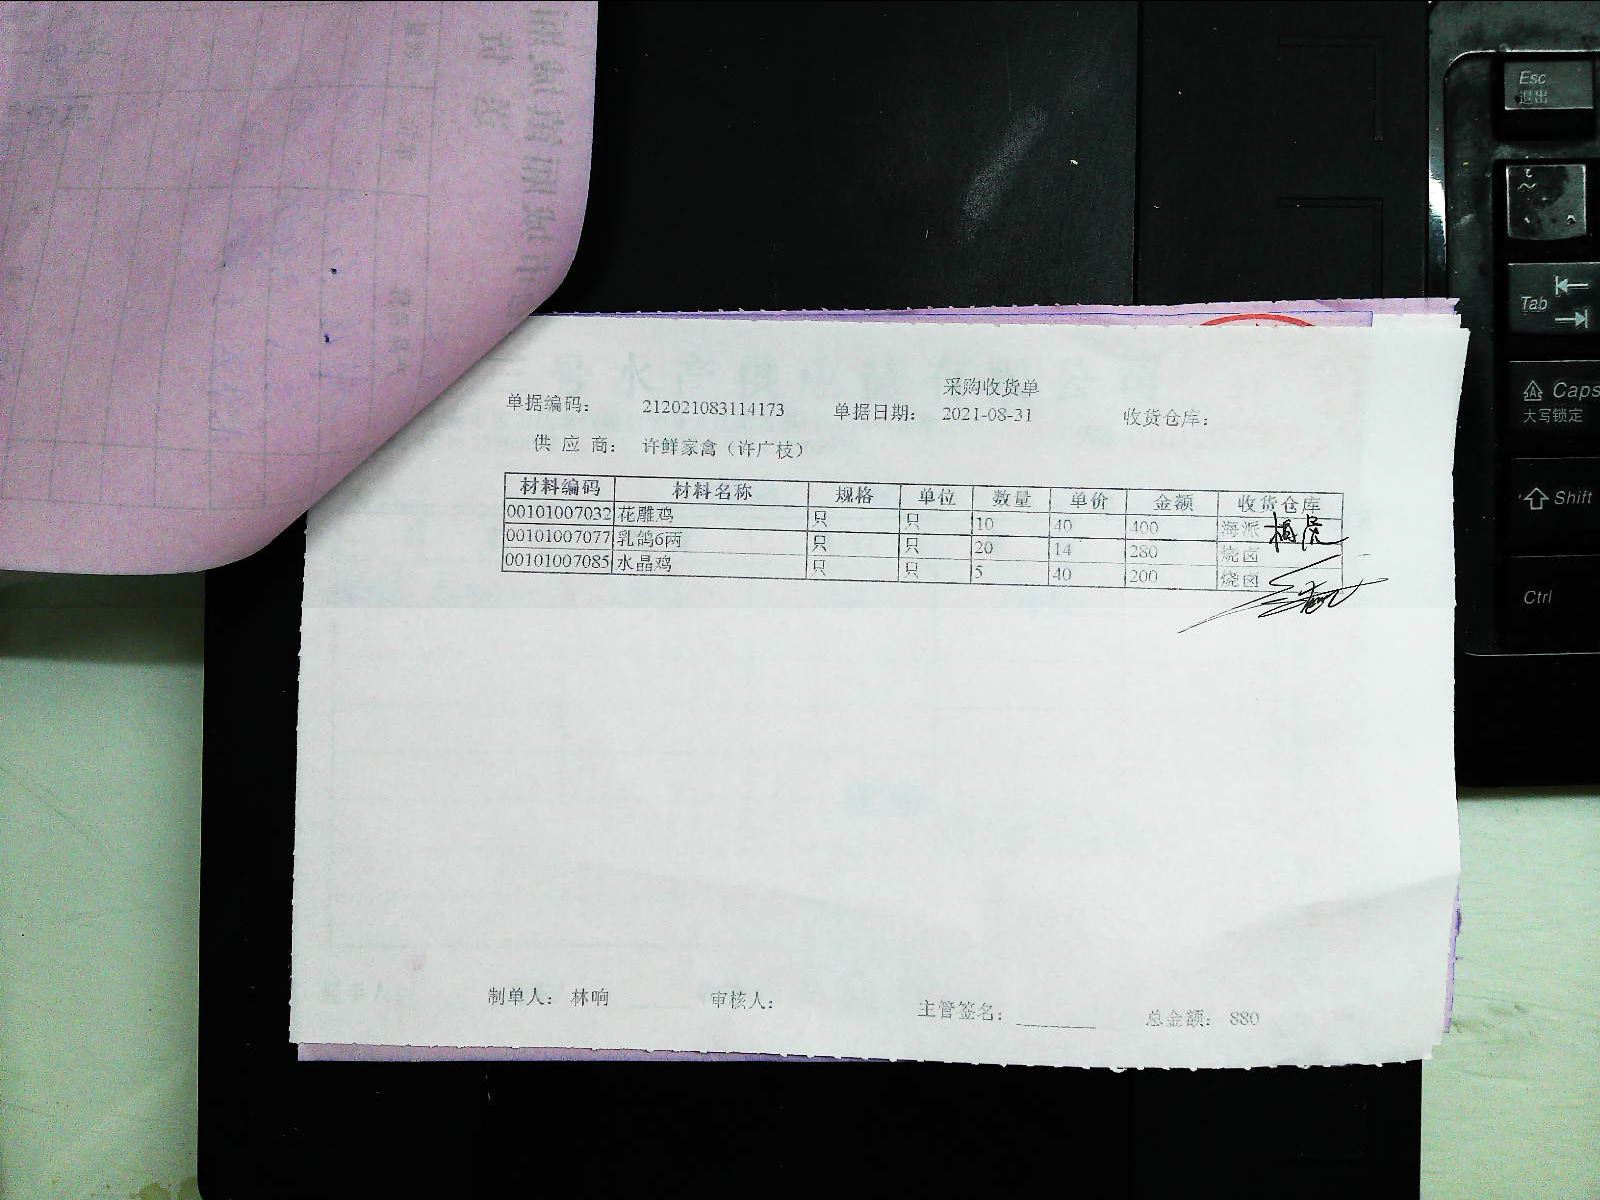 采购收货单
单据编码： 212021083114173 单据日期： 2021-08-31 收货仓库：
供 应 商： 许鲜家禽（许广枝）
材料编码 材料名称 规格 单位 数量 单价 金额 收货仓库
00101007032 花雕鸡 只 只 10 40 400 海派
00101007077 乳鸽6两 只 只 20 14 280 烧卤
00101007085 水晶鸡 只 只 5 40 200 烧卤
制单人： 林响 审核人： 主管签名： 总金额： 880
Esc
退出
Tab
Caps
大写锁定
Shift
Ctrl